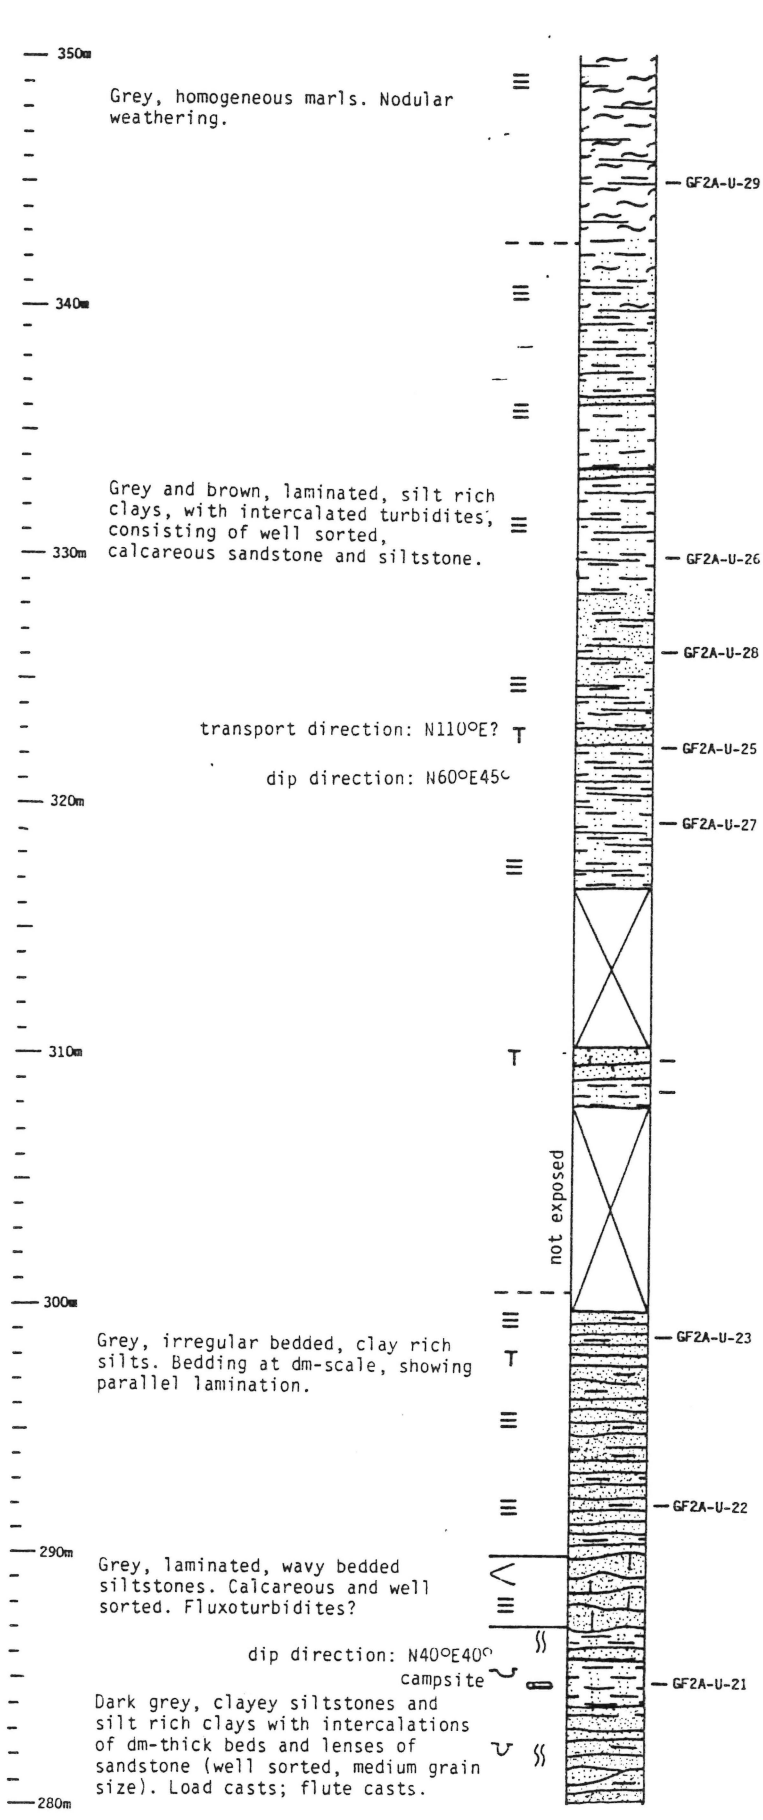 350m
Grey, homogeneous marls. Nodular
weathering.
GF2A-U-29
340m
Grey and brown, laminated, silt rich
clays, with intercalated turbidites,
consisting of well sorted,
calcareous sandstone and siltstone.
330m
GF2A-U-26
GF2A-U-28
transport direction: N110°E? T
GF2A-U-25
dip direction: N60°E45°
320m
GF2A-U-27
310m
T
not exposed
300m
Grey, irregular bedded, clay rich
silts. Bedding at dm-scale, showing
parallel lamination.
T
GF2A-U-23
GF2A-U-22
290m
Grey, laminated, wavy bedded
siltstones. Calcareous and well
sorted. Fluxoturbidites?
dip direction: N40°E40°
campsite
GF2A-U-21
Dark grey, clayey siltstones and
silt rich clays with intercalations
of dm-thick beds and lenses of
sandstone (well sorted, medium grain
size). Load casts; flute casts.
280m